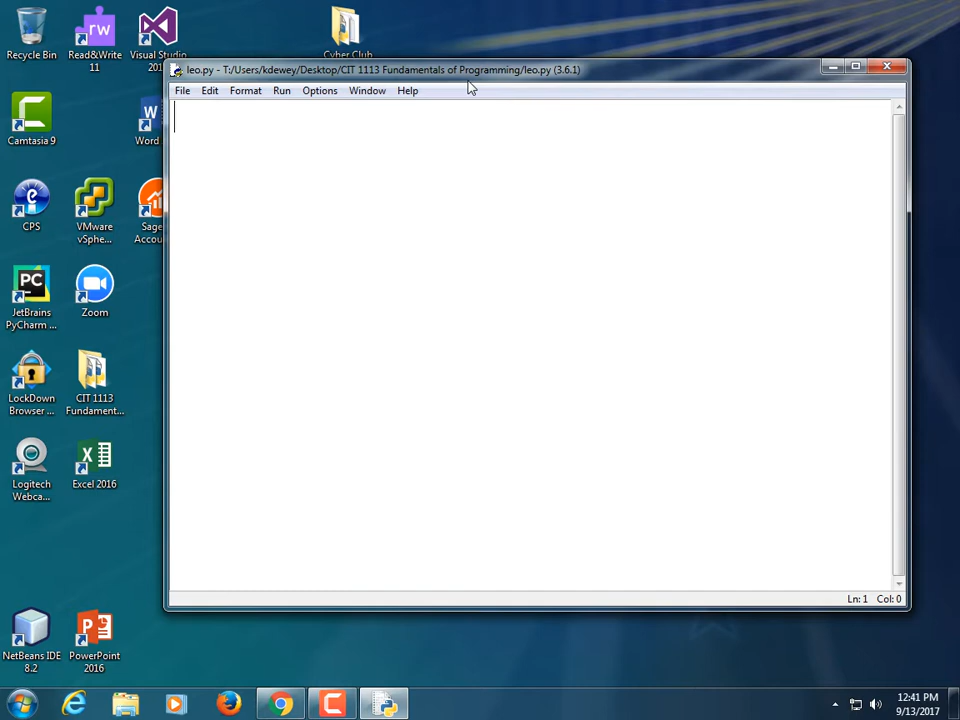 Recycle Bin
Read&Write
11
Visual Studio
Cyber Club
leo.py - T:/Users/kdewey/Desktop/CIT 1113 Fundamentals of Programming/leo.py (3.6.1)
File Edit Format Run Options Window Help
rw
Camtasia 9
W
Word
e
CPS
VMware
vSphe...
Sage
Accou
PC
JetBrains
PyCharm ...
Zoom
LockDown
Browser ...
CIT 1113
Fundament...
Logitech
Webca...
Excel 2016
Ln: 1 Col: 0
NetBeans IDE
8.2
PowerPoint
2016
12:41 PM
9/13/2017